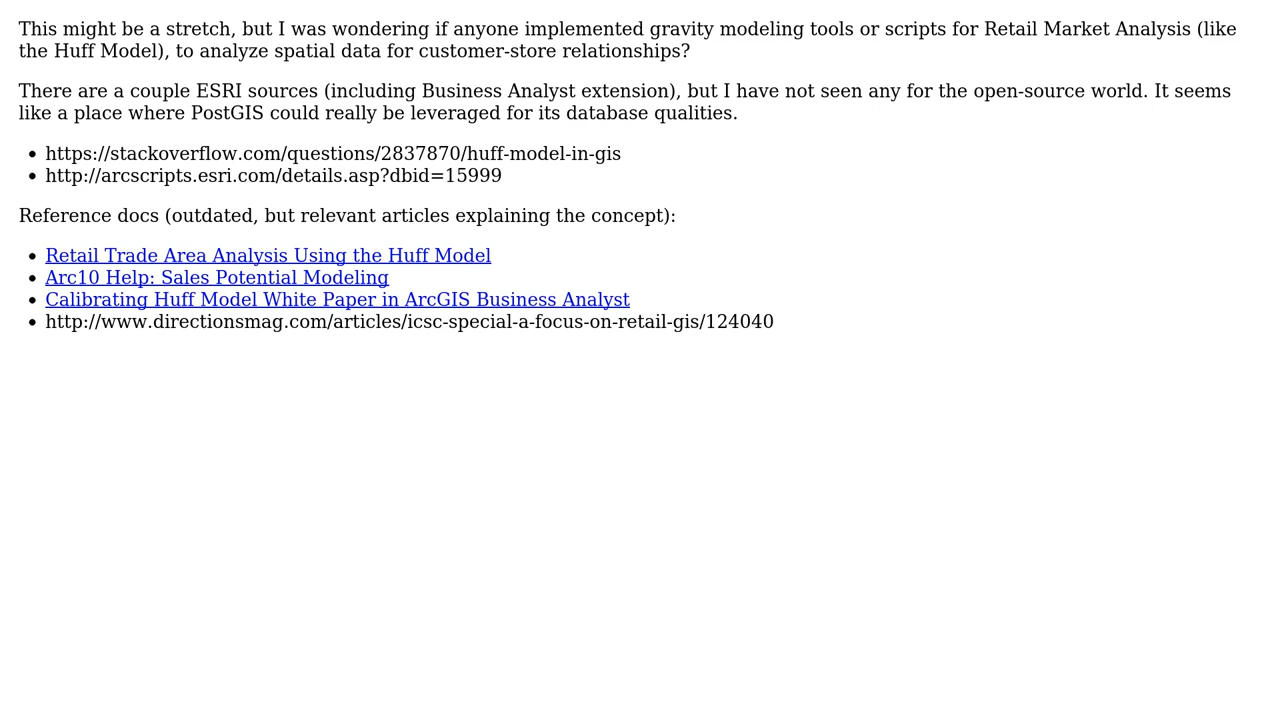 This might be a stretch, but I was wondering if anyone implemented gravity modeling tools or scripts for Retail Market Analysis (like
the Huff Model), to analyze spatial data for customer-store relationships?
There are a couple ESRI sources (including Business Analyst extension), but I have not seen any for the open-source world. It seems
like a place where PostGIS could really be leveraged for its database qualities.
• https://stackoverflow.com/questions/2837870/huff-model-in-gis
• http://arcscripts.esri.com/details.asp?dbid=15999
Reference docs (outdated, but relevant articles explaining the concept):
• Retail Trade Area Analysis Using the Huff Model
• Arc10 Help: Sales Potential Modeling
• Calibrating Huff Model White Paper in ArcGIS Business Analyst
• http://www.directionsmag.com/articles/icsc-special-a-focus-on-retail-gis/124040